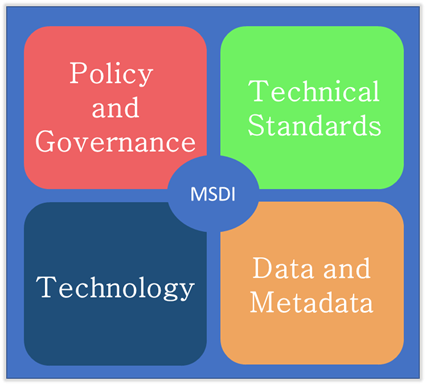 Policy
and
Governance
Technical
Standards
MSDI
Technology
Data and
Metadata